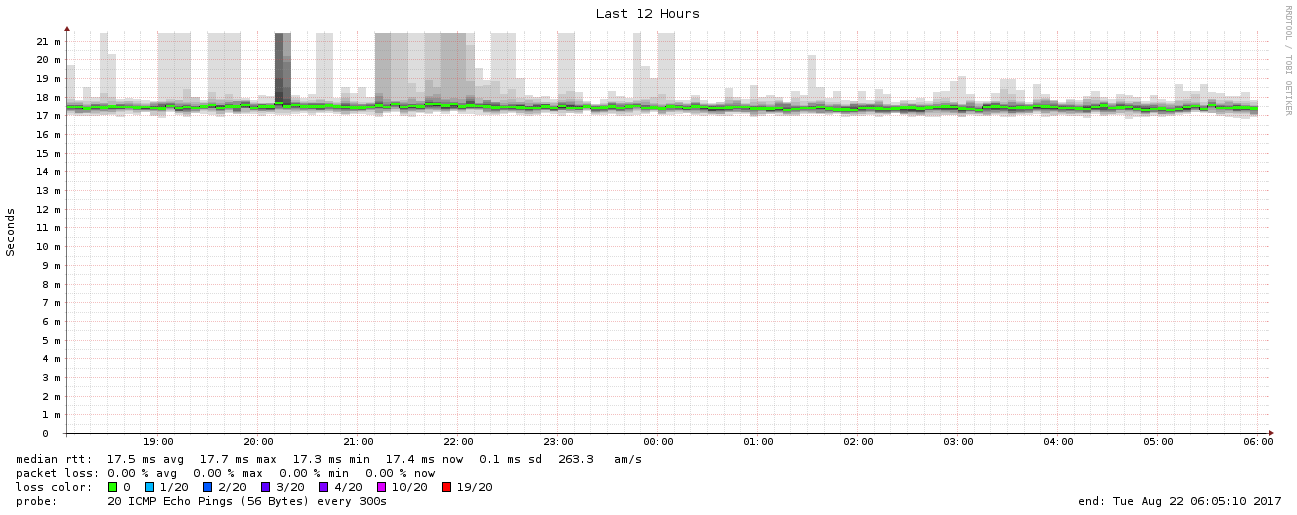 Last 12 Hours
RRDTOOL / TOBI OETIKER
Seconds
21 m
20 m
19 m
18 m
17 m
16 m
15 m
14 m
13 m
12 m
11 m
10 m
9 m
8 m
7 m
6 m
5 m
4 m
3 m
2 m
1 m
0
19:00 20:00 21:00 22:00 23:00 00:00 01:00 02:00 03:00 04:00 05:00 06:00
median rtt: 17.5 ms avg 17.7 ms max 17.3 ms min 17.4 ms now 0.1 ms sd 263.3 am/s
packet loss: 0.00 % avg 0.00 % max 0.00 % min 0.00 % now
loss color: 0 1/20 2/20 3/20 4/20 10/20 19/20
probe: 20 ICMP Echo Pings (56 Bytes) every 300s end: Tue Aug 22 06:05:10 2017